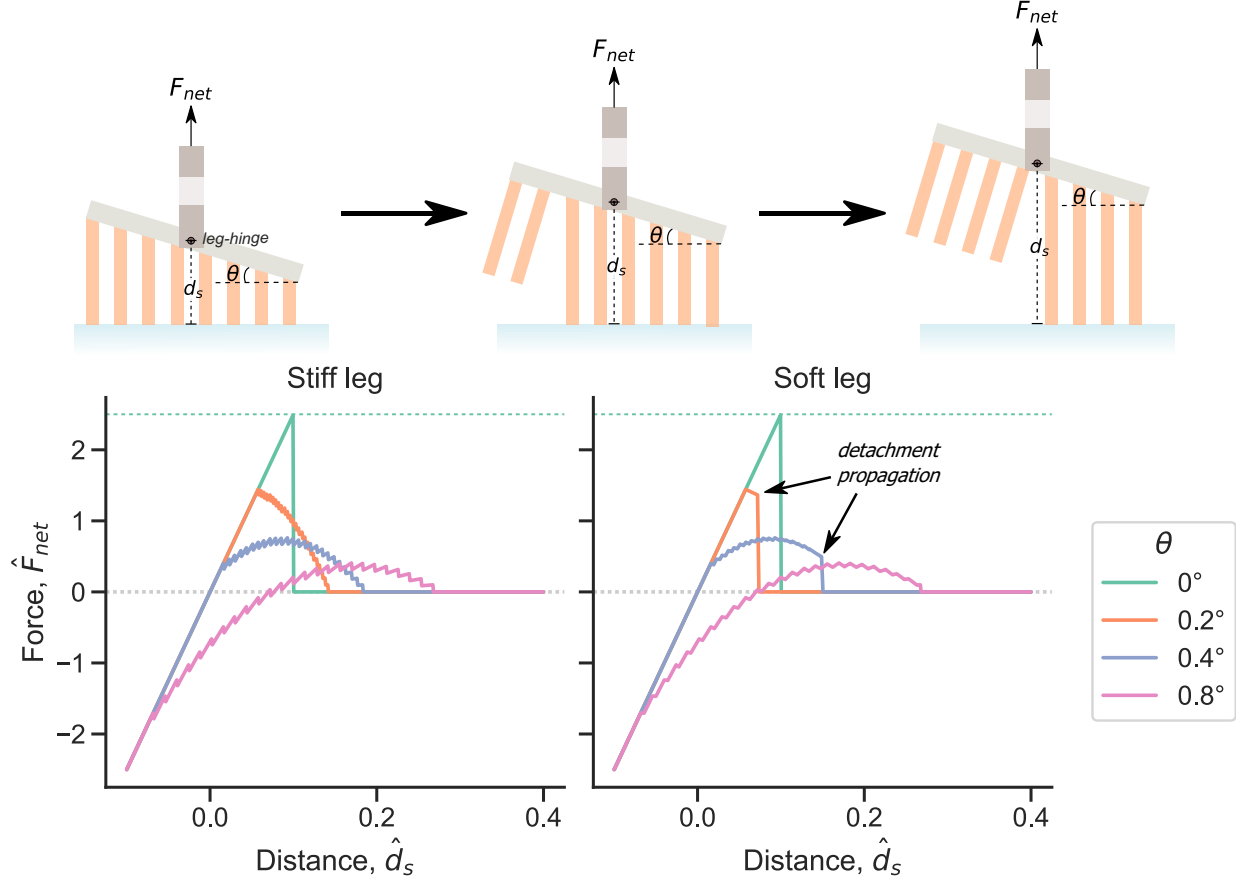 F_net
F_net
F_net
leg-hinge
θ
d_s
θ
d_s
θ
d_s
Stiff leg
Soft leg
Force, F̂_net
2
1
0
−1
−2
0.0
0.2
0.4
Distance, d̂_s
detachment
propagation
0.0
0.2
0.4
Distance, d̂_s
θ
0°
0.2°
0.4°
0.8°